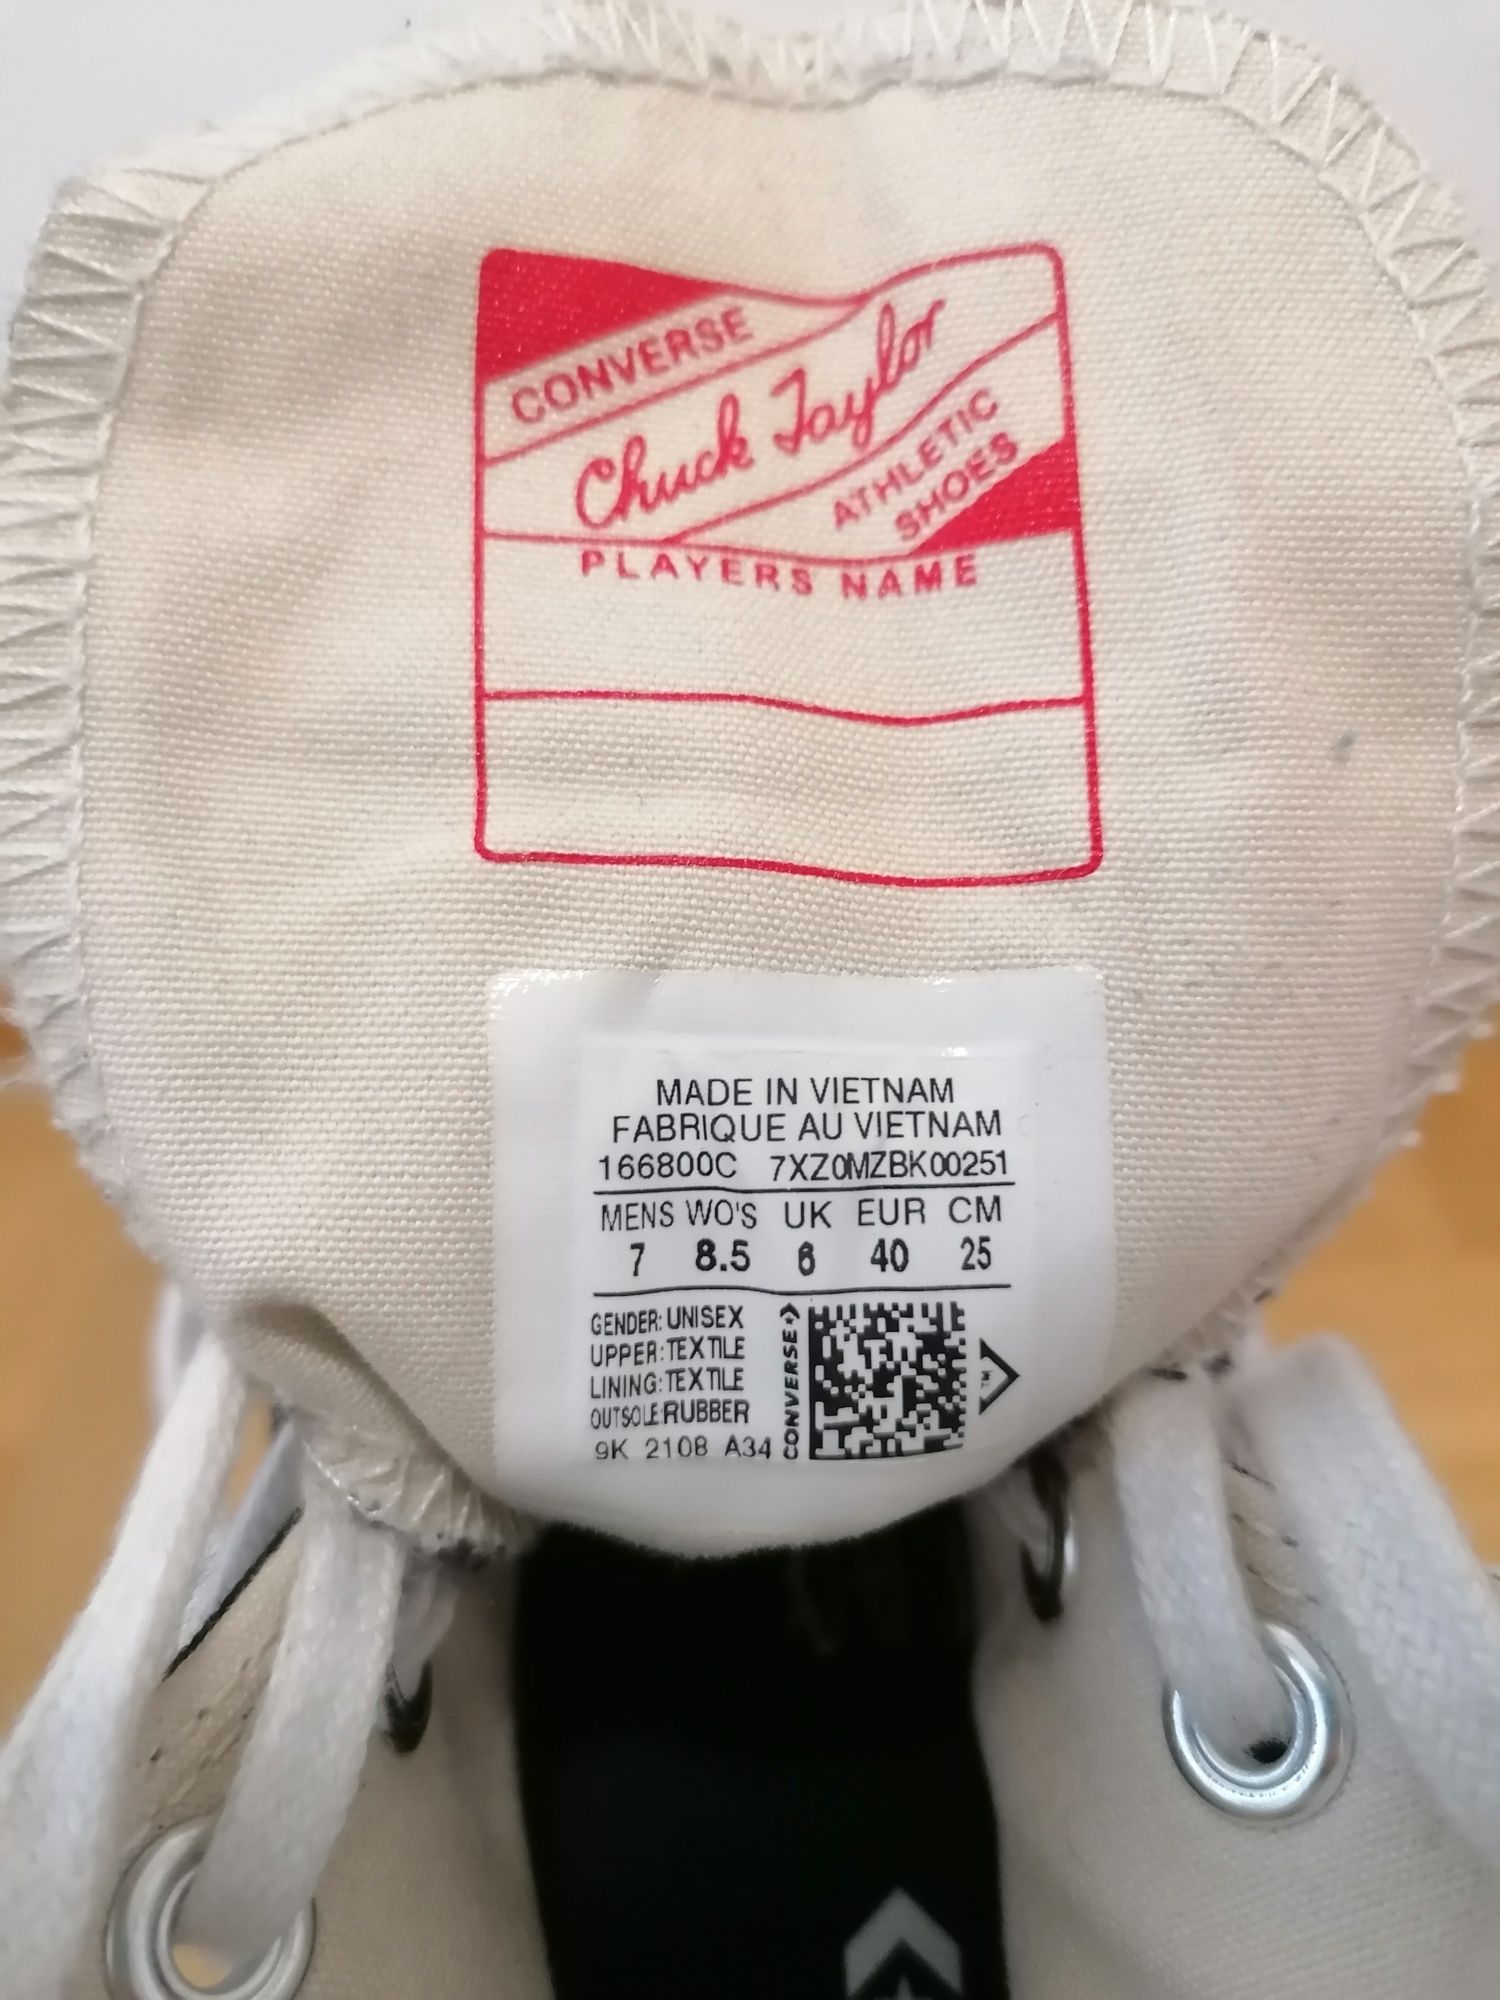 CONVERSE
Chuck Taylor
ATHLETIC
SHOES
PLAYERS NAME
MADE IN VIETNAM
FABRIQUE AU VIETNAM
166800C 7XZ0MZBK00251
MENS WO'S UK EUR CM
7 8.5 6 40 25
GENDER: UNISEX
UPPER: TEXTILE
LINING: TEXTILE
OUTSOLE: RUBBER
9K 2108 A34
CONVERSE
TM